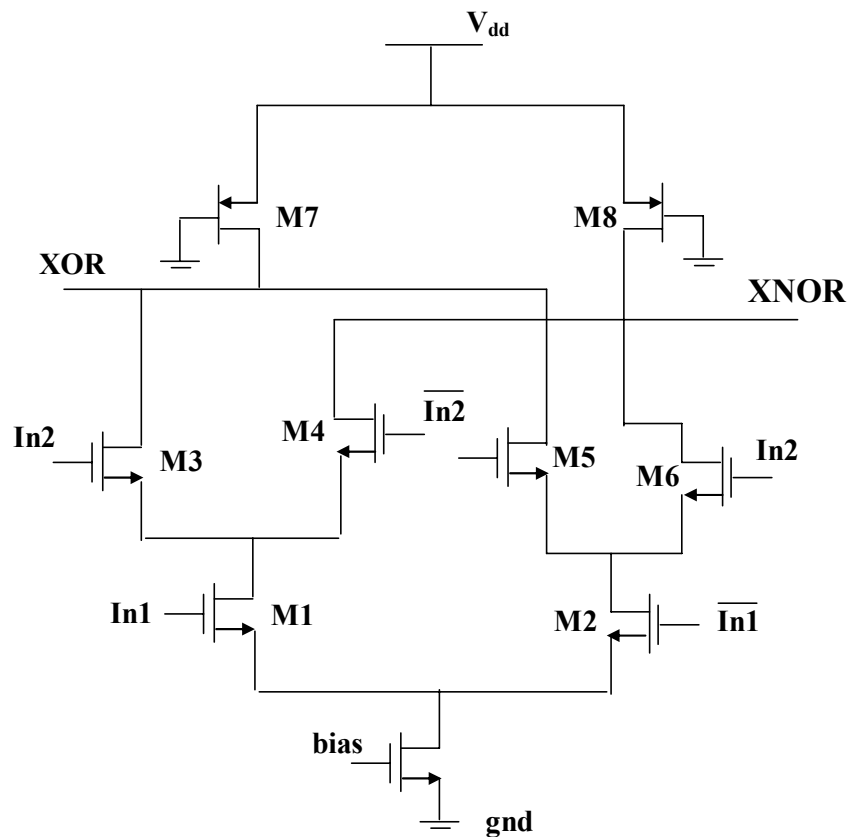 Vdd
M7
M8
XOR
XNOR
In2
M3
M4
In2
M5
M6
In2
In1
M1
M2
In1
bias
gnd